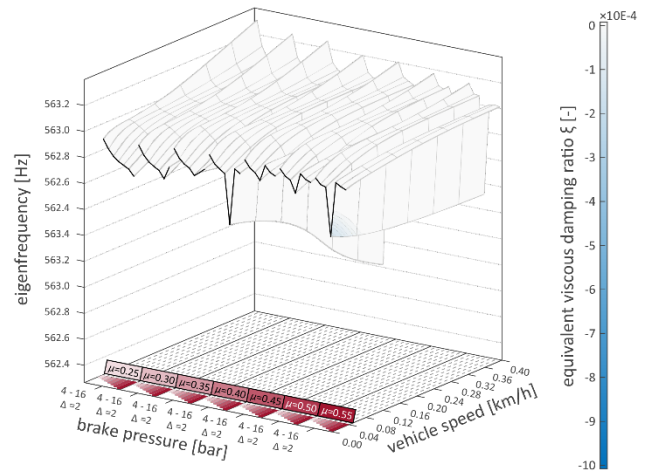 ×10E-4
0
-1
-2
-3
-4
-5
-6
-7
-8
-9
-10
equivalent viscous damping ratio ξ [-]
563.2
563.0
562.8
562.6
562.4
563.4
563.2
563.0
562.8
562.6
562.4
eigenfrequency [Hz]
μ=0.25 μ=0.30 μ=0.35 μ=0.40 μ=0.45 μ=0.50 μ=0.55
4 - 16
Δ =2
4 - 16
Δ =2
4 - 16
Δ =2
4 - 16
Δ =2
4 - 16
Δ =2
4 - 16
Δ =2
4 - 16
Δ =2
brake pressure [bar]
0.00
0.04
0.08
0.12
0.16
0.20
0.24
0.28
0.32
0.36
0.40
vehicle speed [km/h]